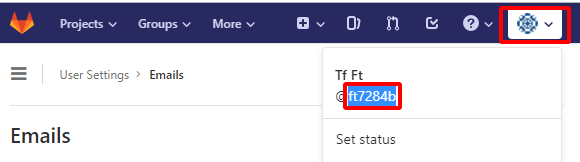 Projects Groups More
User Settings > Emails
Tf Ft
@ft7284b
Emails
Set status